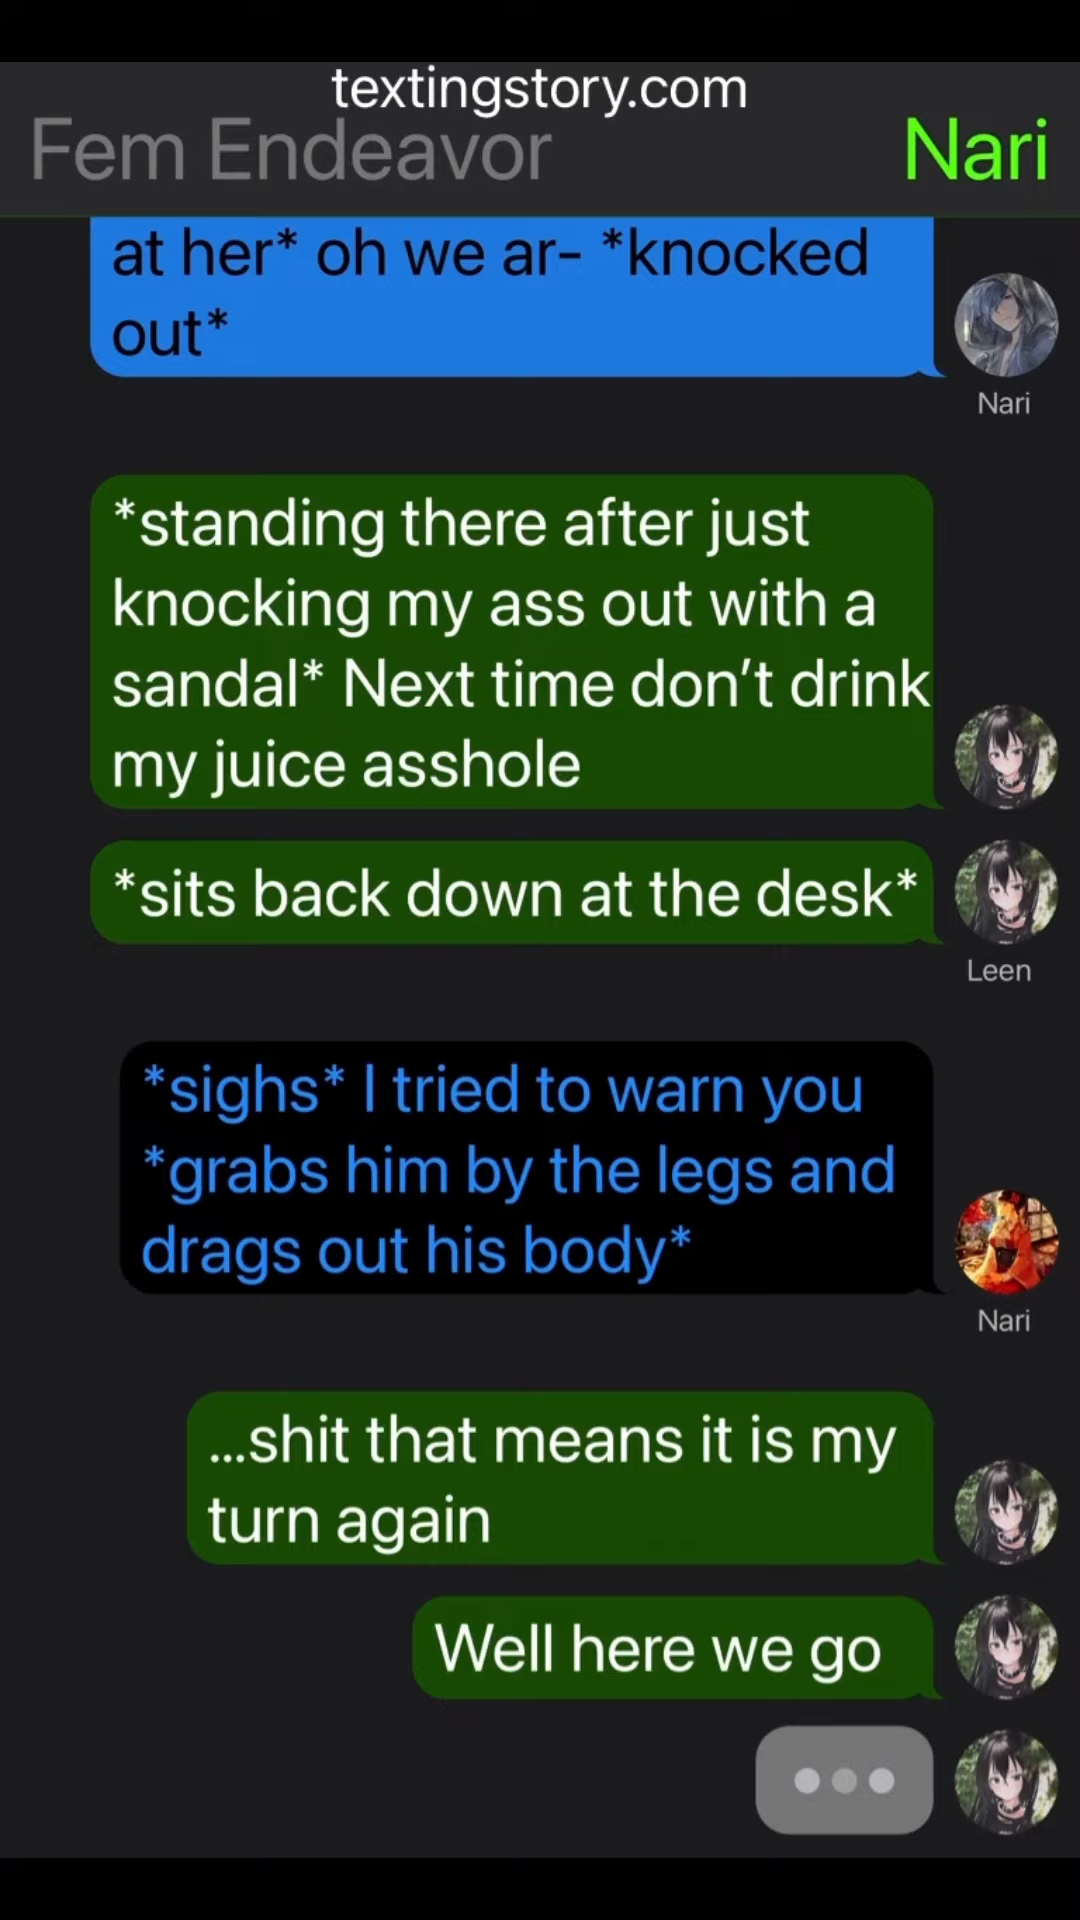 textingstory.com
Fem Endeavor
Nari
at her* oh we ar- *knocked
out*
Nari
*standing there after just
knocking my ass out with a
sandal* Next time don’t drink
my juice asshole
*sits back down at the desk*
Leen
*sighs* I tried to warn you
*grabs him by the legs and
drags out his body*
Nari
...shit that means it is my
turn again
Well here we go